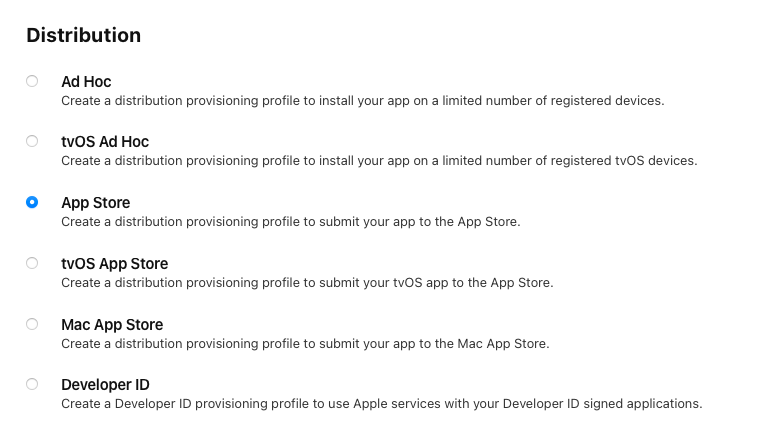 Distribution
Ad Hoc
Create a distribution provisioning profile to install your app on a limited number of registered devices.
tvOS Ad Hoc
Create a distribution provisioning profile to install your app on a limited number of registered tvOS devices.
App Store
Create a distribution provisioning profile to submit your app to the App Store.
tvOS App Store
Create a distribution provisioning profile to submit your tvOS app to the App Store.
Mac App Store
Create a distribution provisioning profile to submit your app to the Mac App Store.
Developer ID
Create a Developer ID provisioning profile to use Apple services with your Developer ID signed applications.